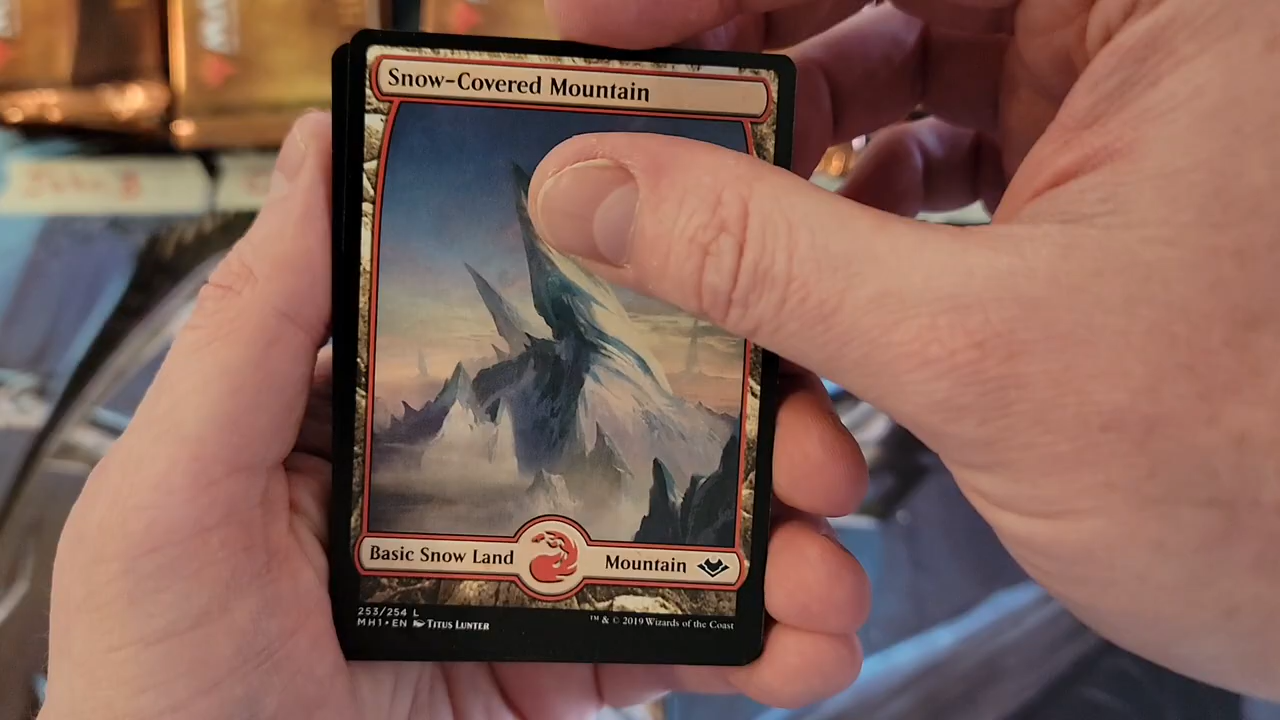 Snow-Covered Mountain
Basic Snow Land
Mountain
253/254 L
MH1 • EN Titus Lunter
™ & © 2019 Wizards of the Coast